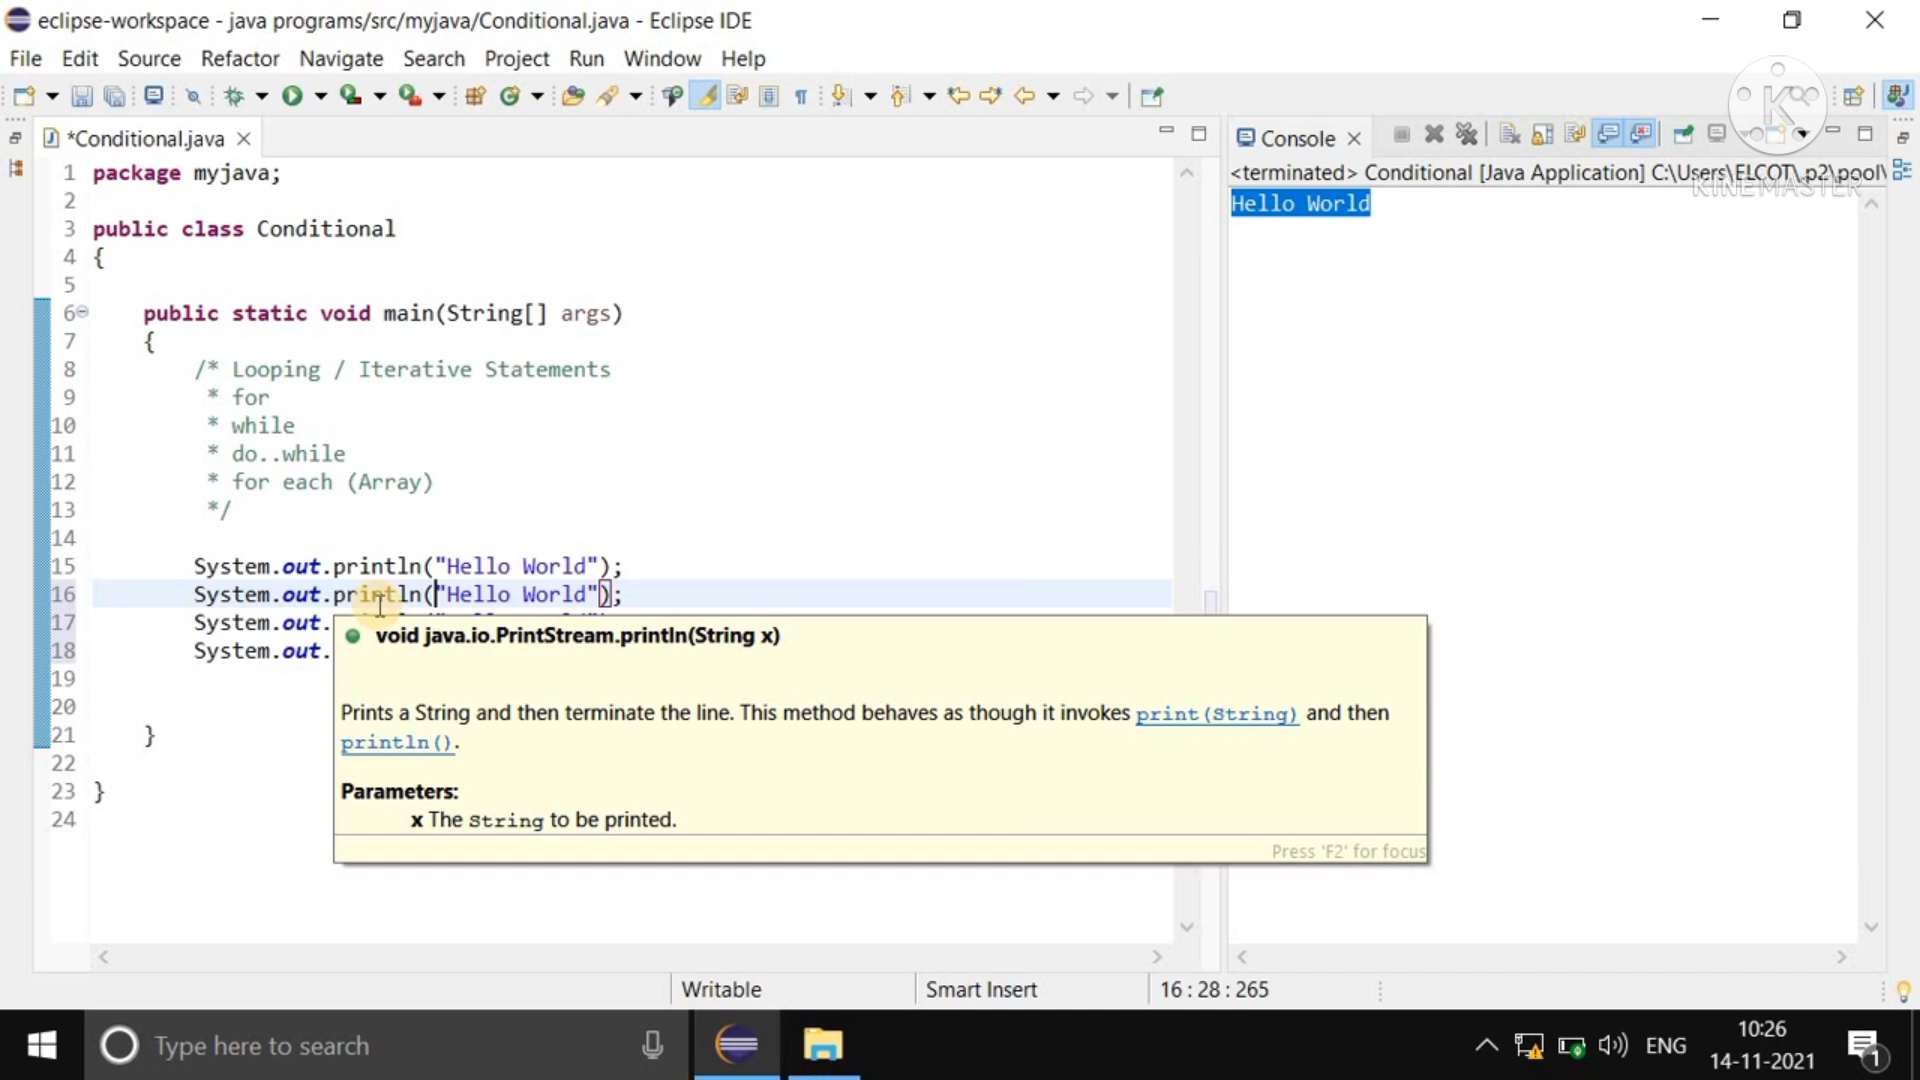 eclipse-workspace - java programs/src/myjava/Conditional.java - Eclipse IDE
File Edit Source Refactor Navigate Search Run Project Window Help
*Conditional.java
Console
<terminated> Conditional [Java Application] C:\Users\ELCOT\.p2\pool\
KINEMASTER
Hello World
1 package myjava;
2
3 public class Conditional
4 {
5
6 public static void main(String[] args)
7 {
8 /* Looping / Iterative Statements
9 * for
10 * while
11 * do..while
12 * for each (Array)
13 */
14
15 System.out.println("Hello World");
16 System.out.println("Hello World");
17 System.out.
18 System.out.
19
20
21 }
22
23 }
24
void java.io.PrintStream.println(String x)
Prints a String and then terminate the line. This method behaves as though it invokes print(String) and then
println().
Parameters:
x The String to be printed.
Press 'F2' for focus
Writable Smart Insert 16 : 28 : 265
Type here to search
ENG
10:26
14-11-2021
1